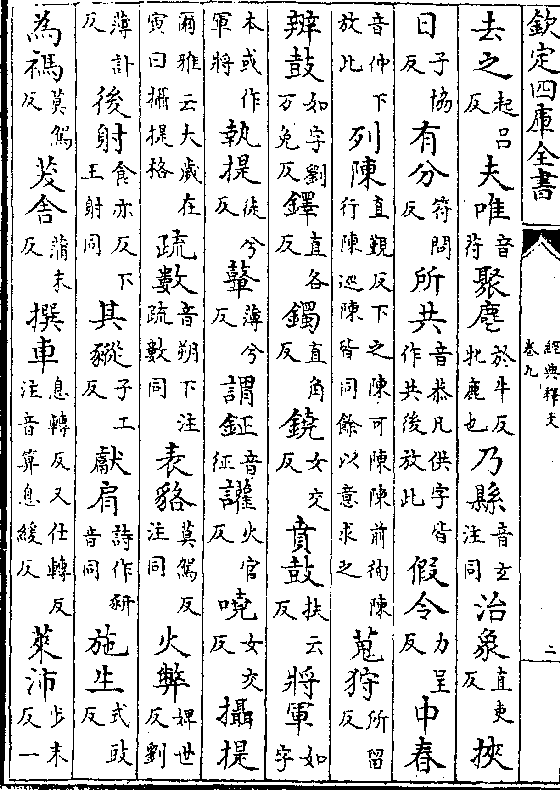 欽定四庫全書
經典釋文
卷九
二
去之起吕反夫唯音符聚麀於牛反牝鹿也乃縣音玄注同治象直吏反挾
日子協反有分符問反所共音恭凡供字皆作共後放此假令力呈反中春
音仲下放此列陳直覲反下之陳可陳陳前徇陳行陳巡陳皆同餘以意求之蒐狩所留反
辨鼓如字劉方免反鐸直各反鐲直角反鐃女交反賁鼓扶云反將軍如字
本或作軍將執提徒兮反鼙薄兮反謂鉦音征讙火官反嘵女交反攝提
爾雅云大歲在寅曰攝提格疏數音朔下注疏數同表貉莫駕反注同火弊婢世反劉
薄計反後射食亦反下王射同其豵子工反獻肩詩作豜音同施生式豉反
為禡莫駕反茇舍蒲末反撰車息轉反又仕轉反注音算息緩反萊沛步末反一